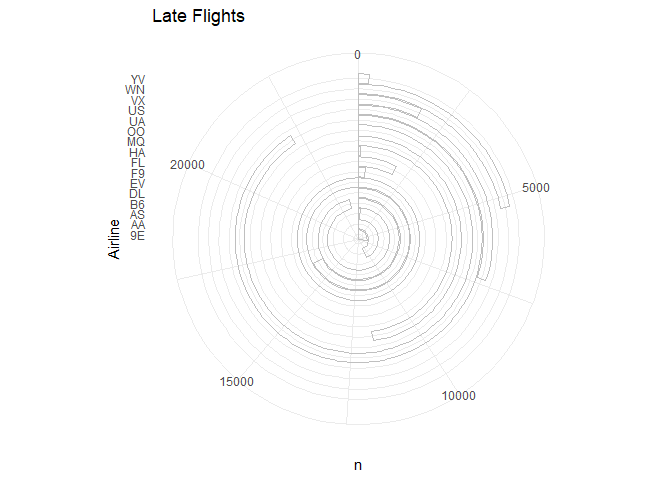 Late Flights
0
YV
WN
VX
US
UA
OO
MQ
HA
FL
F9
EV
DL
B6
AS
AA
9E
Airline
20000
5000
15000
10000
n